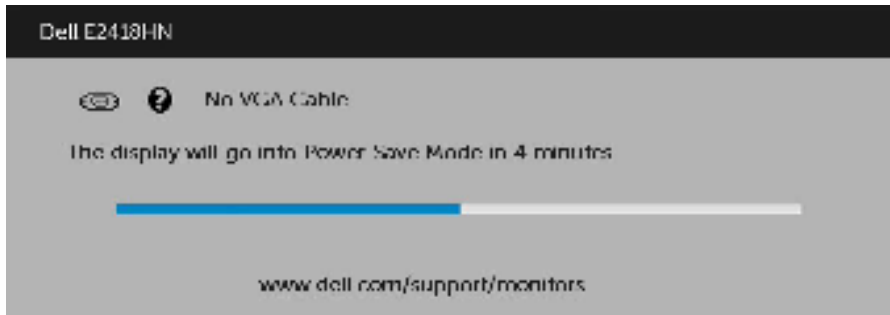 Dell E2418HN
No VGA Cable
The display will go into Power Save Mode in 4 minutes
www.dell.com/support/monitors